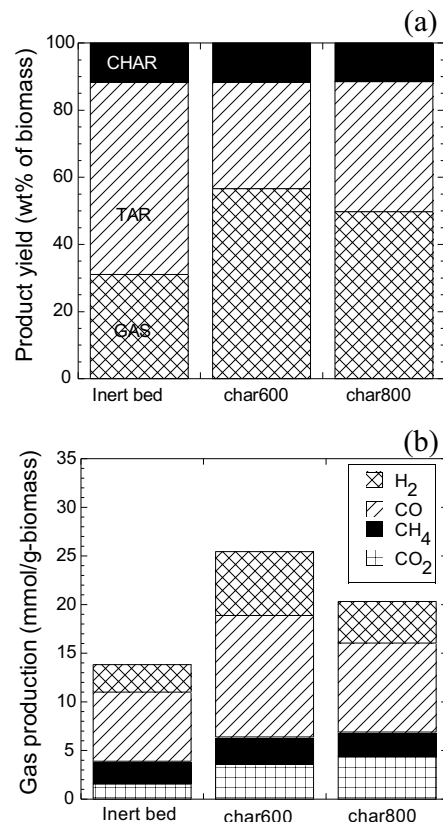 (a)
100
80
60
40
20
0
Product yield (wt% of biomass)
CHAR
TAR
GAS
Inert bed char600 char800
(b)
35
30
25
20
15
10
5
0
Gas production (mmol/g-biomass)
H₂
CO
CH₄
CO₂
Inert bed char600 char800